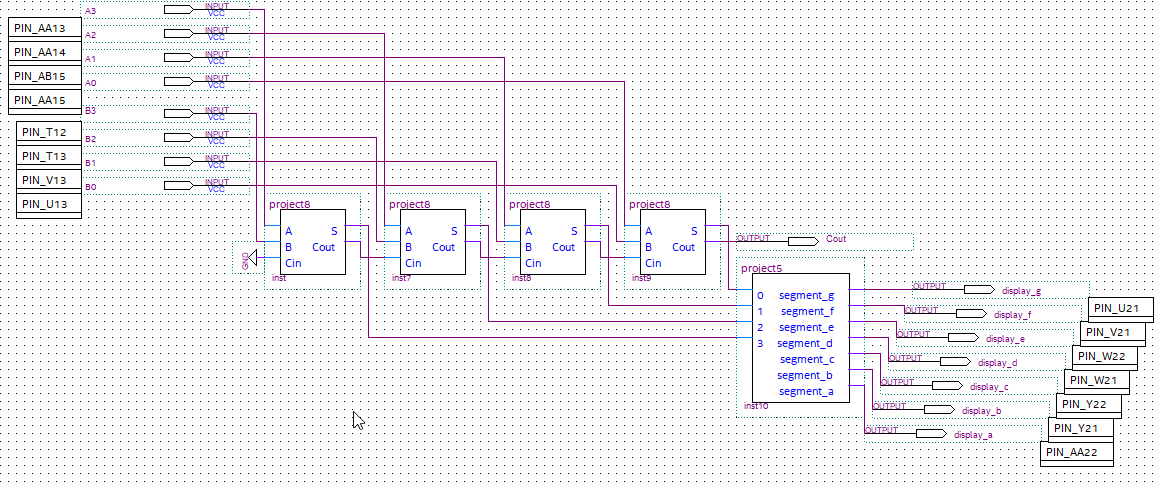 A3 INPUT VCC
PIN_AA13
A2 INPUT VCC
PIN_AA14
A1 INPUT VCC
PIN_AB15
A0 INPUT VCC
PIN_AA15
B3 INPUT VCC
PIN_T12
B2 INPUT VCC
PIN_T13
B1 INPUT VCC
PIN_V13
B0 INPUT VCC
PIN_U13
project8
A S
B Cout
Cin
inst
GND
project8
A S
B Cout
Cin
inst7
project8
A S
B Cout
Cin
inst8
project8
A S
B Cout
Cin
inst9
OUTPUT Cout
project5
0 segment_g
1 segment_f
2 segment_e
3 segment_d
segment_c
segment_b
segment_a
inst10
OUTPUT display_g
PIN_U21
OUTPUT display_f
PIN_V21
OUTPUT display_e
PIN_W22
OUTPUT display_d
PIN_W21
OUTPUT display_c
PIN_Y22
OUTPUT display_b
PIN_Y21
OUTPUT display_a
PIN_AA22